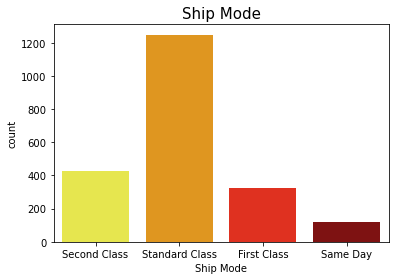 Ship Mode
1200
1000
800
600
400
200
0
count
Second Class Standard Class First Class Same Day
Ship Mode